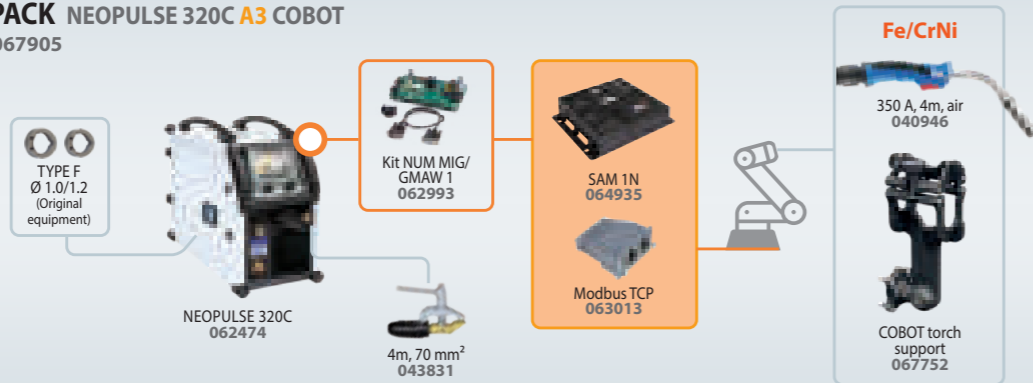 PACK NEOPULSE 320C A3 COBOT
067905
TYPE F
Ø 1.0/1.2
(Original
equipment)
NEOPULSE 320C
062474
Kit NUM MIG/
GMAW 1
062993
4m, 70 mm²
043831
SAM 1N
064935
Modbus TCP
063013
Fe/CrNi
350 A, 4m, air
040946
COBOT torch
support
067752